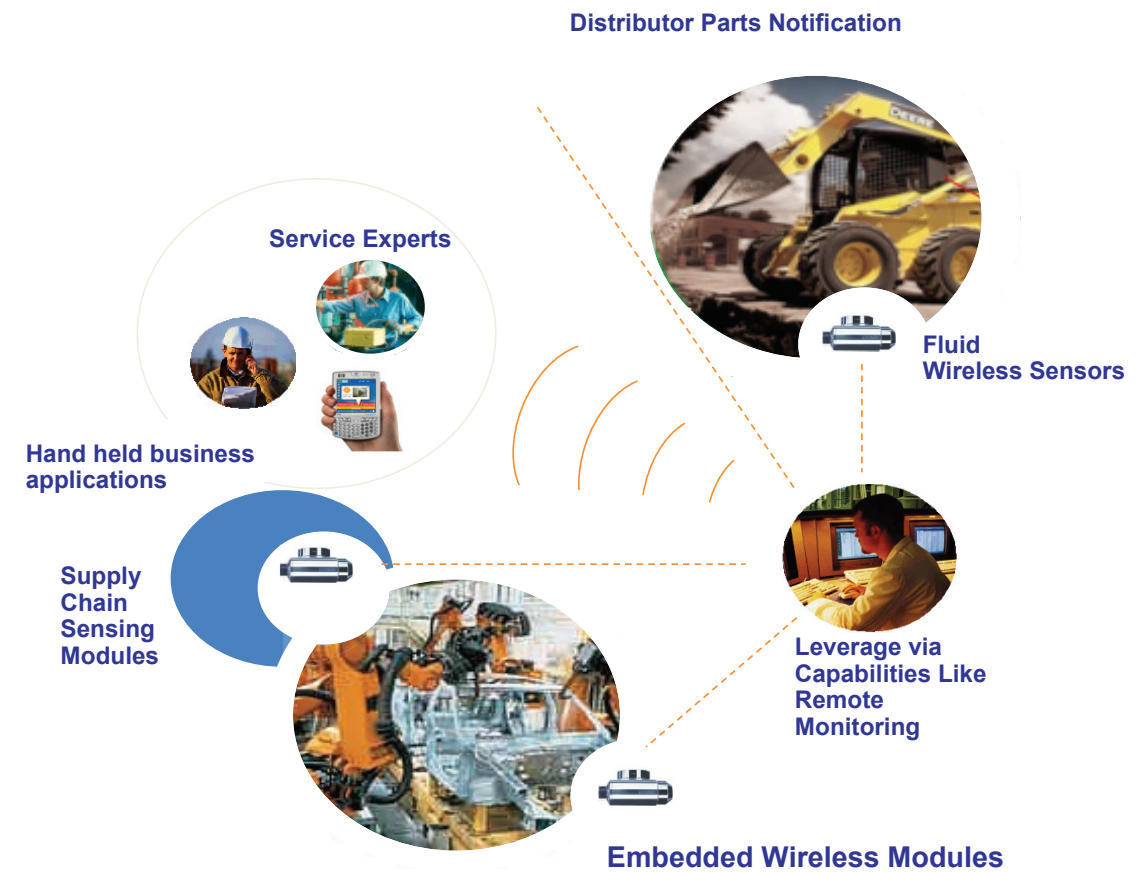 Distributor Parts Notification
DEERE
Service Experts
Fluid
Wireless Sensors
Hand held business
applications
Supply
Chain
Sensing
Modules
Leverage via
Capabilities Like
Remote
Monitoring
Embedded Wireless Modules